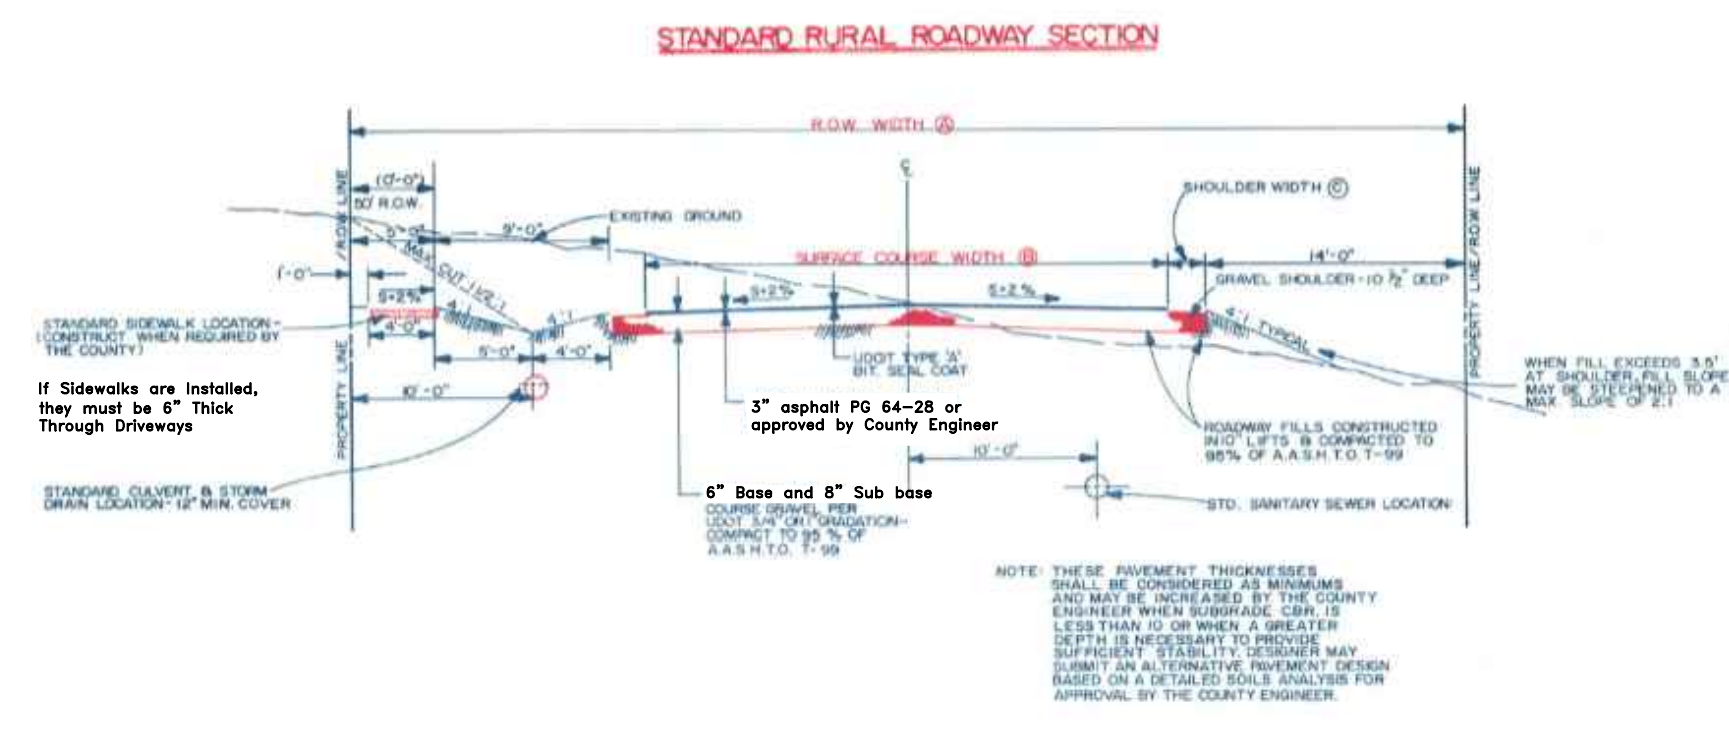 STANDARD RURAL ROADWAY SECTION
R.O.W. WIDTH Ⓐ
℄
(0'-0")
50' R.O.W.
5'-0"
9'-0"
EXISTING GROUND
SHOULDER WIDTH Ⓒ
PROPERTY LINE
/ROW LINE
PROPERTY LINE/ROW LINE
SURFACE COURSE WIDTH Ⓑ
14'-0"
1'-0"
MAX CUT 1 1/2:1
S=2%
S+2%
S+2%
GRAVEL SHOULDER-10 1/2" DEEP
4:1
4:1
4:1 TYPICAL
STANDARD SIDEWALK LOCATION-
(CONSTRUCT WHEN REQUIRED BY
THE COUNTY)
4'-0"
5'-0"
4'-0"
10'-0"
UDOT TYPE 'A'
BIT. SEAL COAT
WHEN FILL EXCEEDS 3.5'
AT SHOULDER, FILL SLOPE
MAY BE STEEPENED TO A
MAX. SLOPE OF 2:1
If Sidewalks are Installed,
they must be 6" Thick
Through Driveways
3" asphalt PG 64-28 or
approved by County Engineer
ROADWAY FILLS CONSTRUCTED
IN 10" LIFTS & COMPACTED TO
95% OF A.A.S.H.T.O. T-99
10'-0"
STANDARD CULVERT & STORM
DRAIN LOCATION-12" MIN. COVER
6" Base and 8" Sub base
COURSE GRAVEL PER
UDOT 3/4" OR 1" GRADATION-
COMPACT TO 95 % OF
A.A.S.H.T.O. T-99
STD. SANITARY SEWER LOCATION
NOTE: THESE PAVEMENT THICKNESSES
SHALL BE CONSIDERED AS MINIMUMS
AND MAY BE INCREASED BY THE COUNTY
ENGINEER WHEN SUBGRADE CBR. IS
LESS THAN 10 OR WHEN A GREATER
DEPTH IS NECESSARY TO PROVIDE
SUFFICIENT STABILITY. DESIGNER MAY
SUBMIT AN ALTERNATIVE PAVEMENT DESIGN
BASED ON A DETAILED SOILS ANALYSIS FOR
APPROVAL BY THE COUNTY ENGINEER.